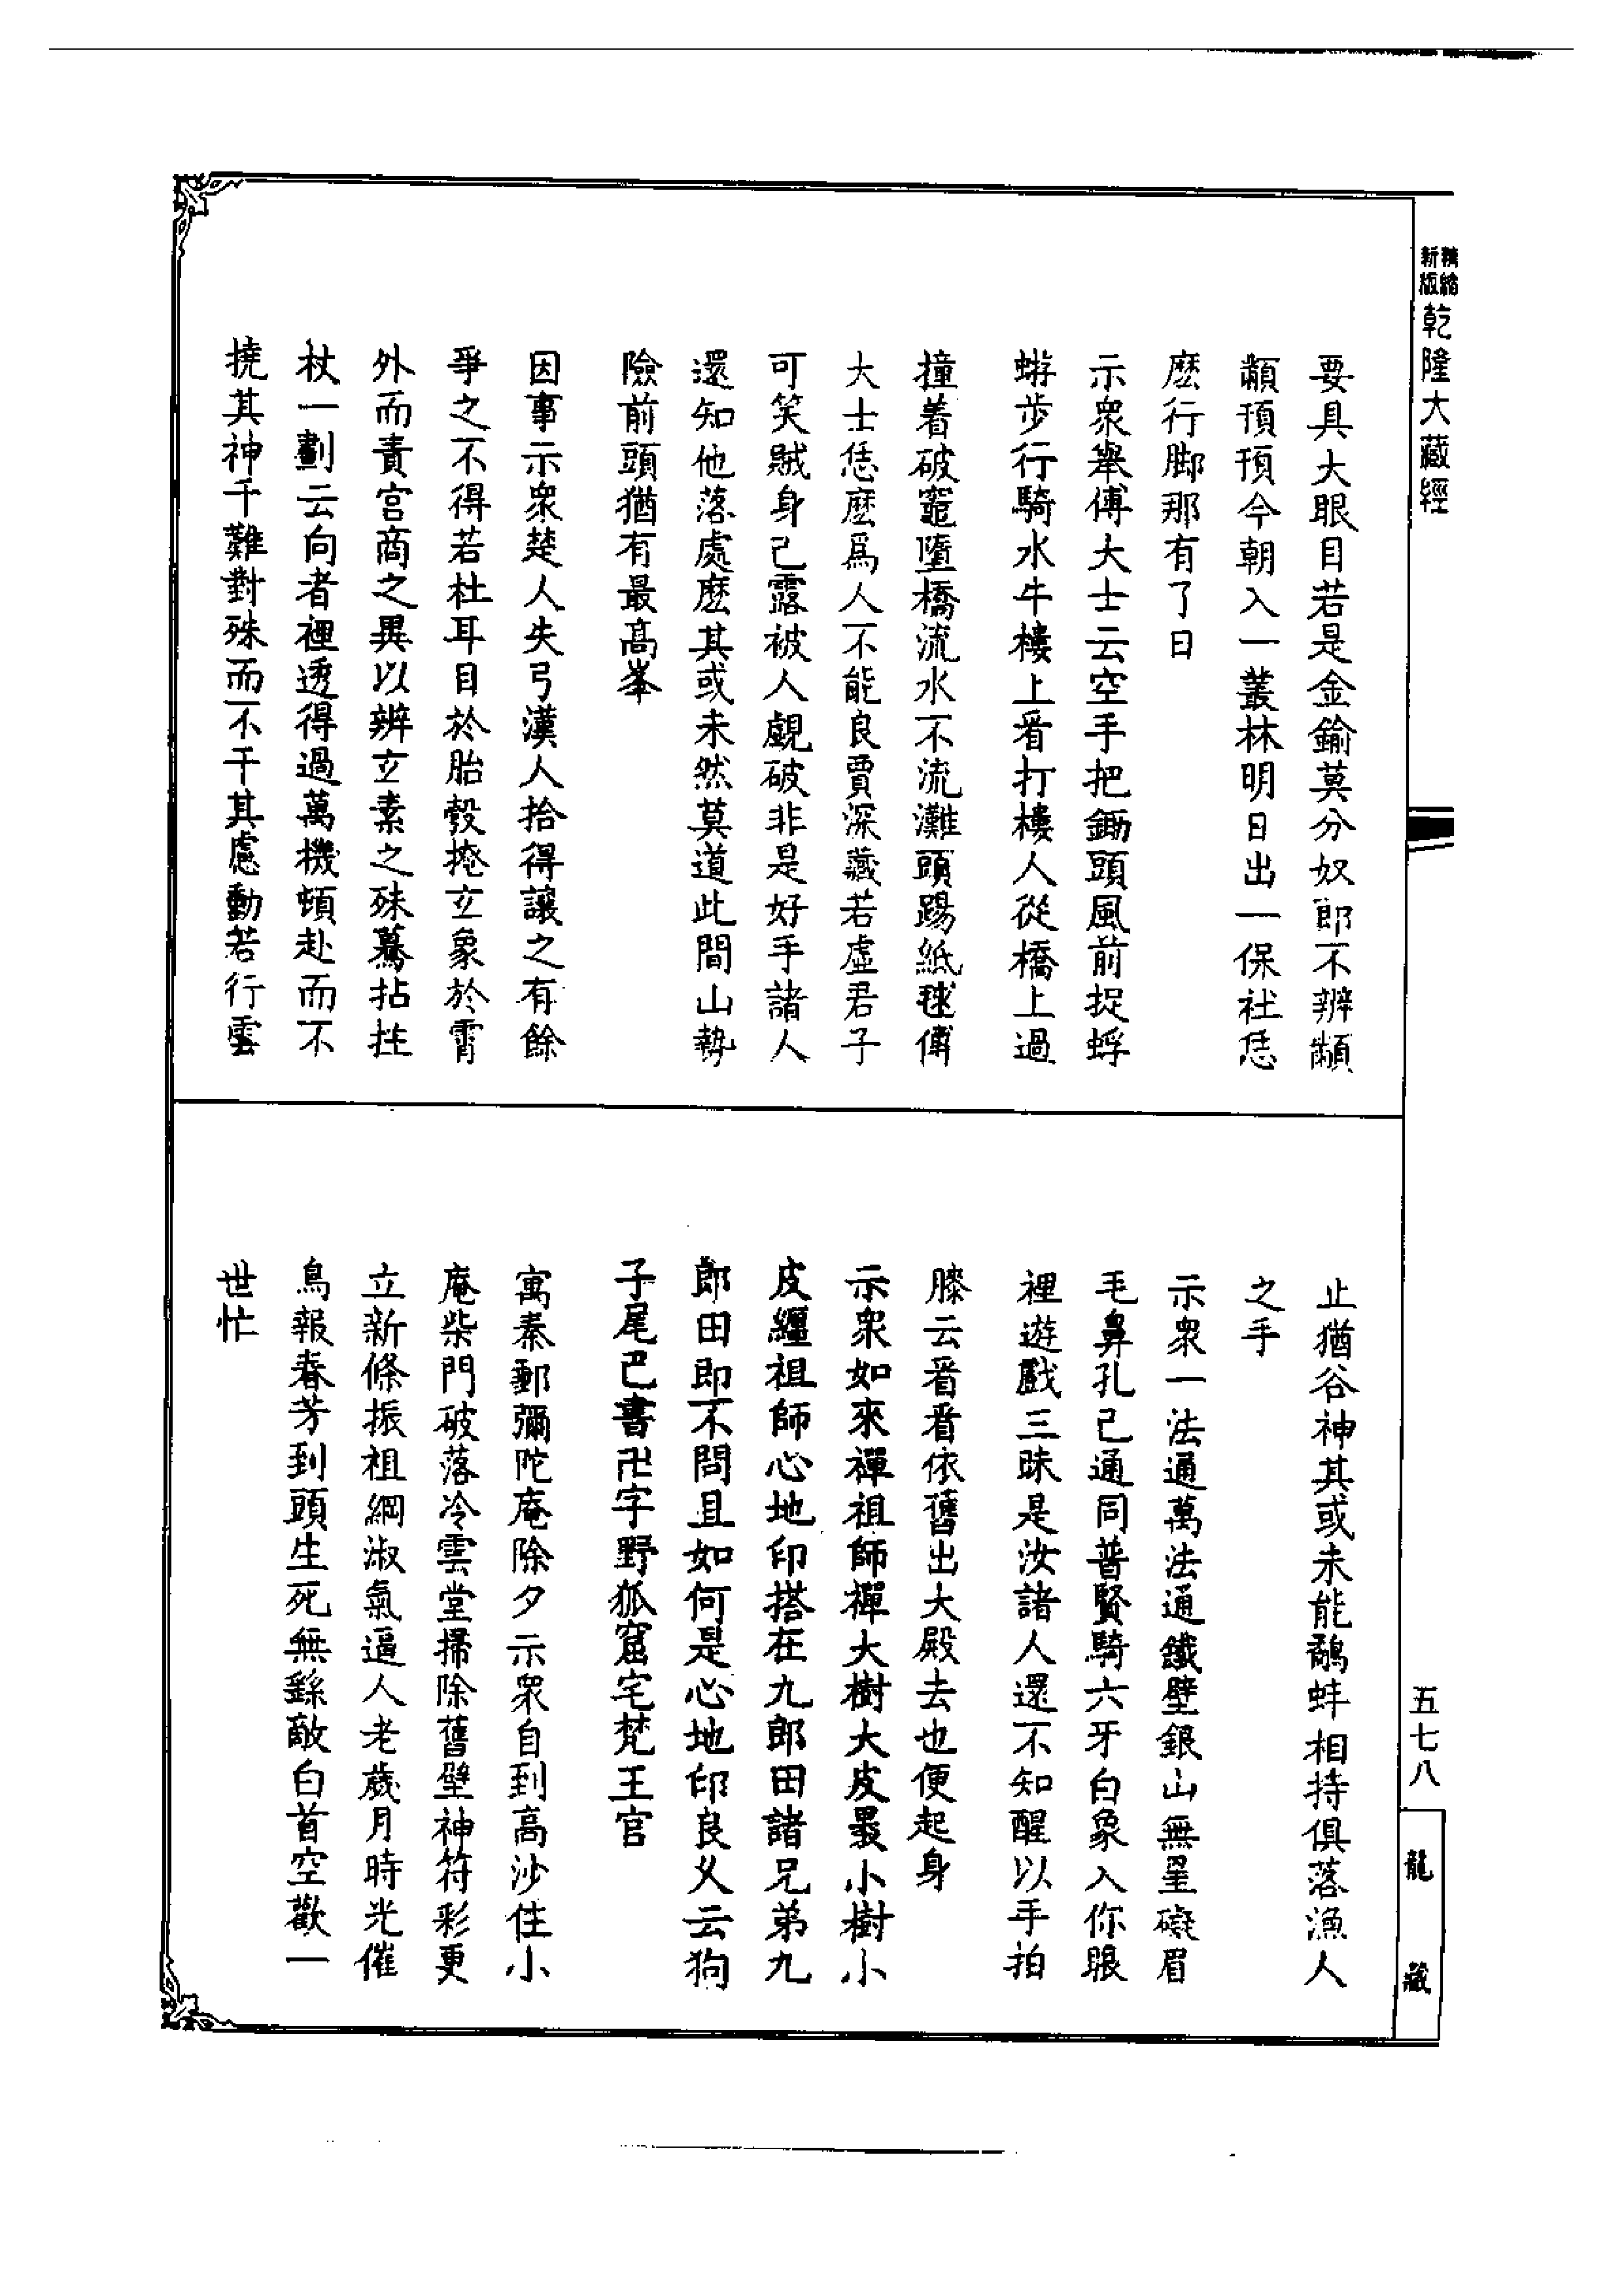 精縮新版乾隆大藏經
要具大眼目若是金鍮莫分奴郎不辨顢
顢頇頇今朝入一叢林明日出一保社恁
麽行脚那有了日
示衆舉傅大士云空手把鋤頭風前捉蜉
蝣步行騎水牛樓上看打樓人從橋上過
撞着破竈墮橋流水不流灘頭踢紙毬傅
大士恁麽爲人不能良賈深藏若虛君子
可笑賊身已露被人覷破非是好手諸人
還知他落處麽其或未然莫道此間山勢
險前頭猶有最高峯
因事示衆楚人失弓漢人拾得讓之有餘
爭之不得若杜耳目於胎㲉掩立象於霄
外而責宫商之異以辨立素之殊驀拈拄
杖一劃云向者裡透得過萬機頓赴而不
撓其神千難對殊而不干其慮動若行雲
止猶谷神其或未能鷸蚌相持俱落漁人
之手
示衆一法通萬法通鐵壁銀山無罣礙眉
毛鼻孔已通同普賢騎六牙白象入你眼
裡遊戲三昧是汝諸人還不知醒以手拍
膝云看看依舊出大殿去也便起身
示衆如來禪祖師禪大樹大皮裹小樹小
皮纏祖師心地印搭在九郎田諸兄弟九
郎田即不問且如何是心地印良乆云狗
子尾巴書卍字野狐窟宅梵王宫
寓秦郵彌陀庵除夕示衆自到高沙住小
庵柴門破落冷雲堂掃除舊壁神符彩更
立新條振祖綱淑氣逼人老歲月時光催
鳥報春芳到頭生死無繇敵白首空歡一
世忙
五七八
龍藏